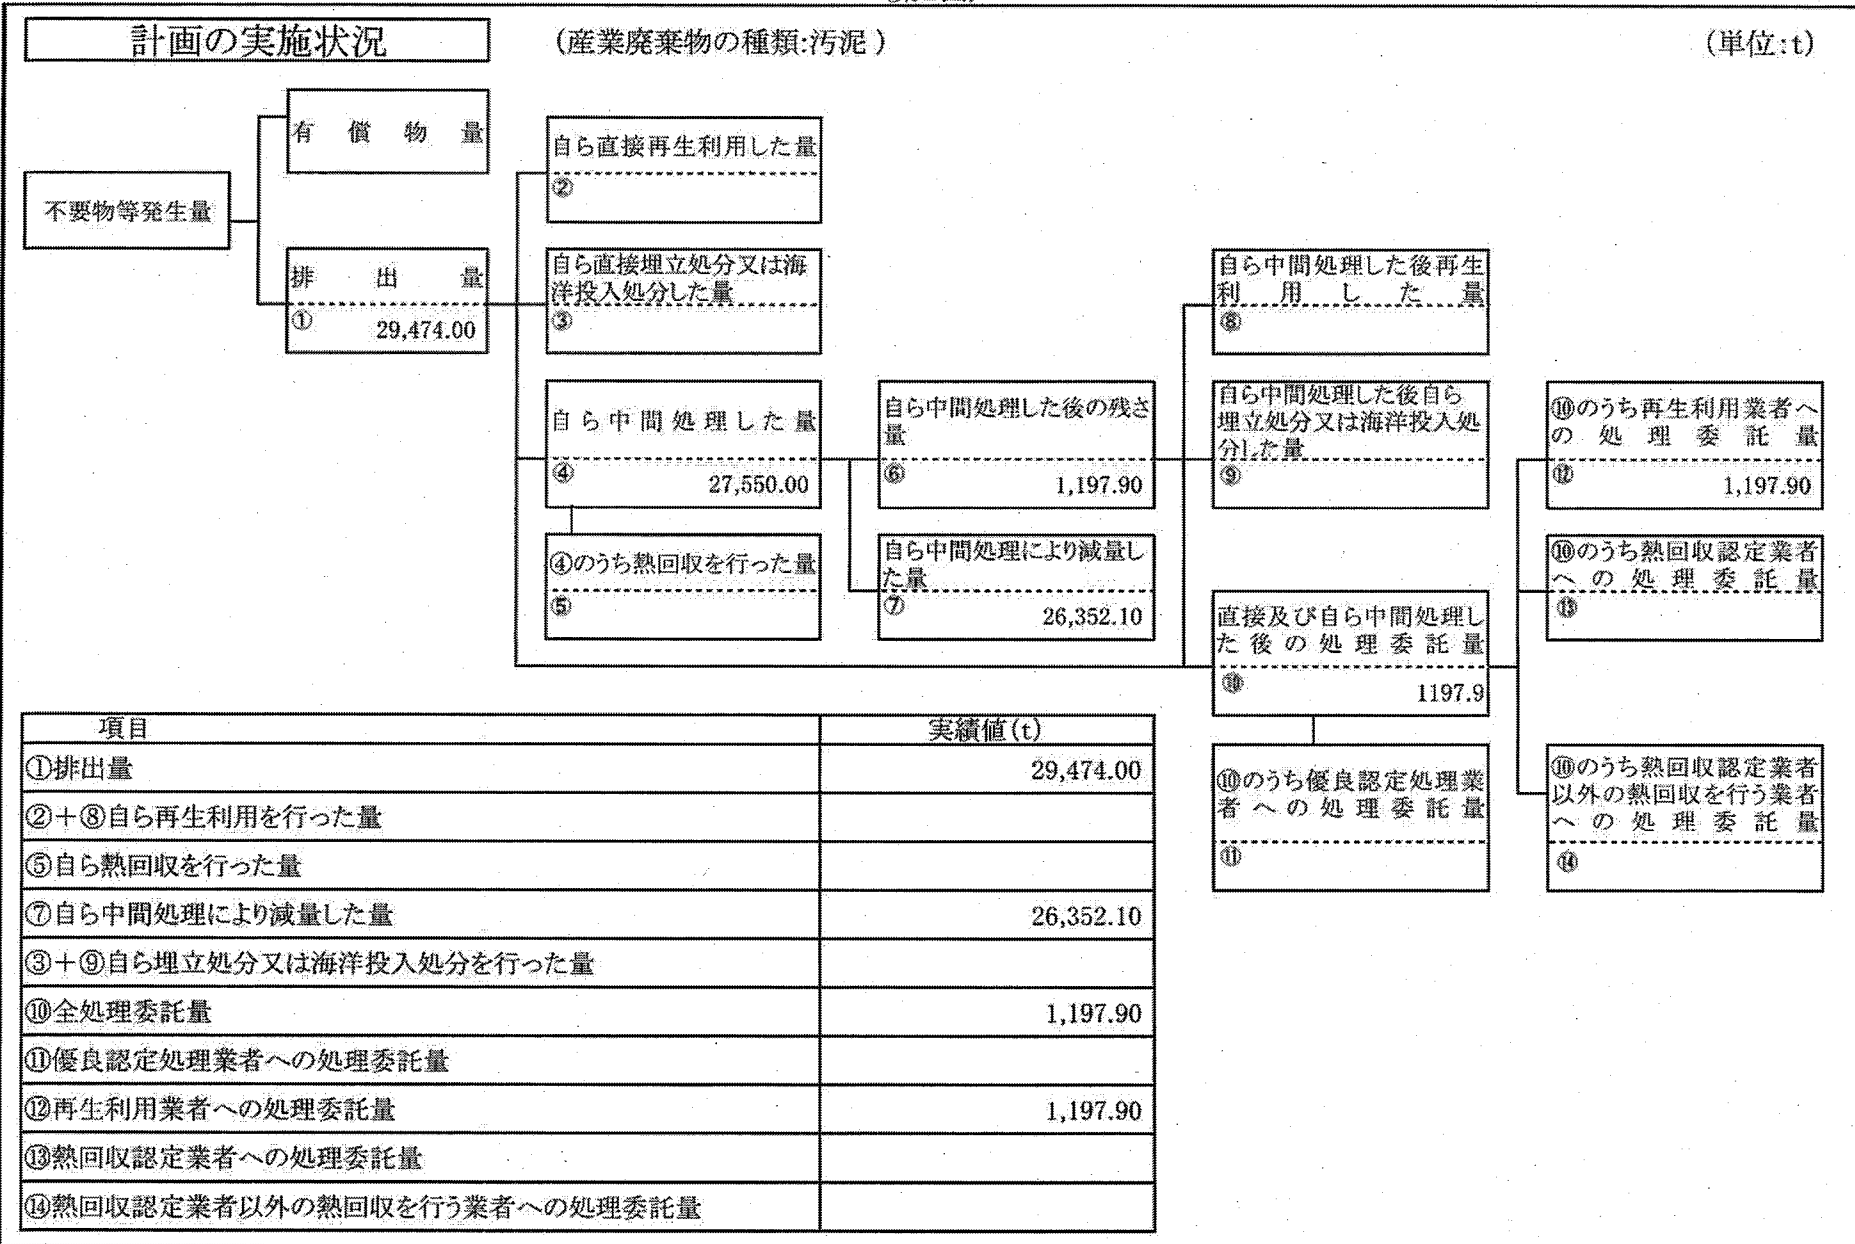 計画の実施状況
(産業廃棄物の種類:汚泥)
(単位:t)
不要物等発生量
有償物量
排出量
① 29,474.00
自ら直接再生利用した量
②
自ら直接埋立処分又は海
洋投入処分した量
③
自ら中間処理した量
④ 27,550.00
④のうち熱回収を行った量
⑤
自ら中間処理した後の残さ
量
⑥ 1,197.90
自ら中間処理により減量し
た量
⑦ 26,352.10
自ら中間処理した後再生
利用した量
⑧
自ら中間処理した後自ら
埋立処分又は海洋投入処
分した量
⑨
直接及び自ら中間処理し
た後の処理委託量
⑩ 1197.9
⑩のうち優良認定処理業
者への処理委託量
⑪
⑩のうち再生利用業者へ
の処理委託量
⑫ 1,197.90
⑩のうち熱回収認定業者
への処理委託量
⑬
⑩のうち熱回収認定業者
以外の熱回収を行う業者
への処理委託量
⑭
項目 実績値(t)
①排出量 29,474.00
②+⑧自ら再生利用を行った量
⑤自ら熱回収を行った量
⑦自ら中間処理により減量した量 26,352.10
③+⑨自ら埋立処分又は海洋投入処分を行った量
⑩全処理委託量 1,197.90
⑪優良認定処理業者への処理委託量
⑫再生利用業者への処理委託量 1,197.90
⑬熱回収認定業者への処理委託量
⑭熱回収認定業者以外の熱回収を行う業者への処理委託量